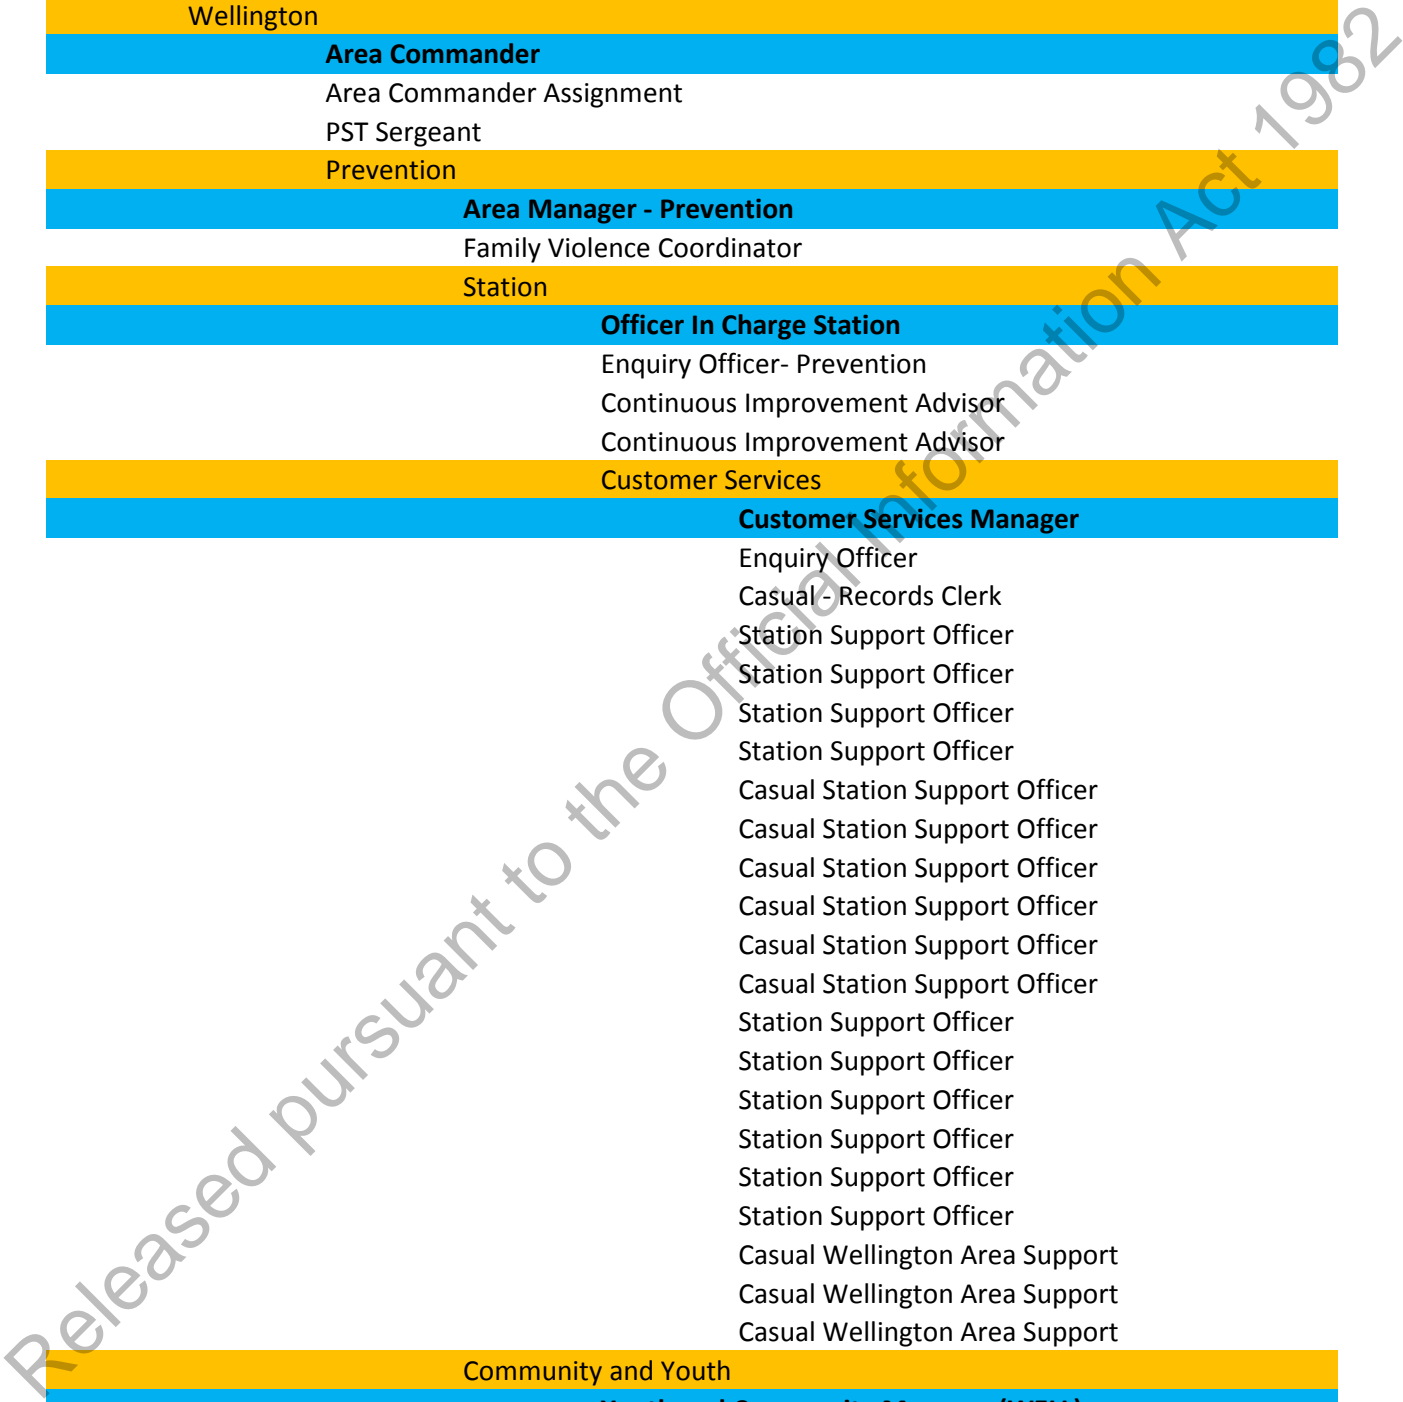 Wellington
Area Commander
Area Commander Assignment
PST Sergeant
Prevention
Area Manager - Prevention
Family Violence Coordinator
Station
Officer In Charge Station
Enquiry Officer- Prevention
Continuous Improvement Advisor
Continuous Improvement Advisor
Customer Services
Customer Services Manager
Enquiry Officer
Casual - Records Clerk
Station Support Officer
Station Support Officer
Station Support Officer
Station Support Officer
Casual Station Support Officer
Casual Station Support Officer
Casual Station Support Officer
Casual Station Support Officer
Casual Station Support Officer
Casual Station Support Officer
Station Support Officer
Station Support Officer
Station Support Officer
Station Support Officer
Station Support Officer
Station Support Officer
Casual Wellington Area Support
Casual Wellington Area Support
Casual Wellington Area Support
Community and Youth
Released pursuant to the Official Information Act 1982